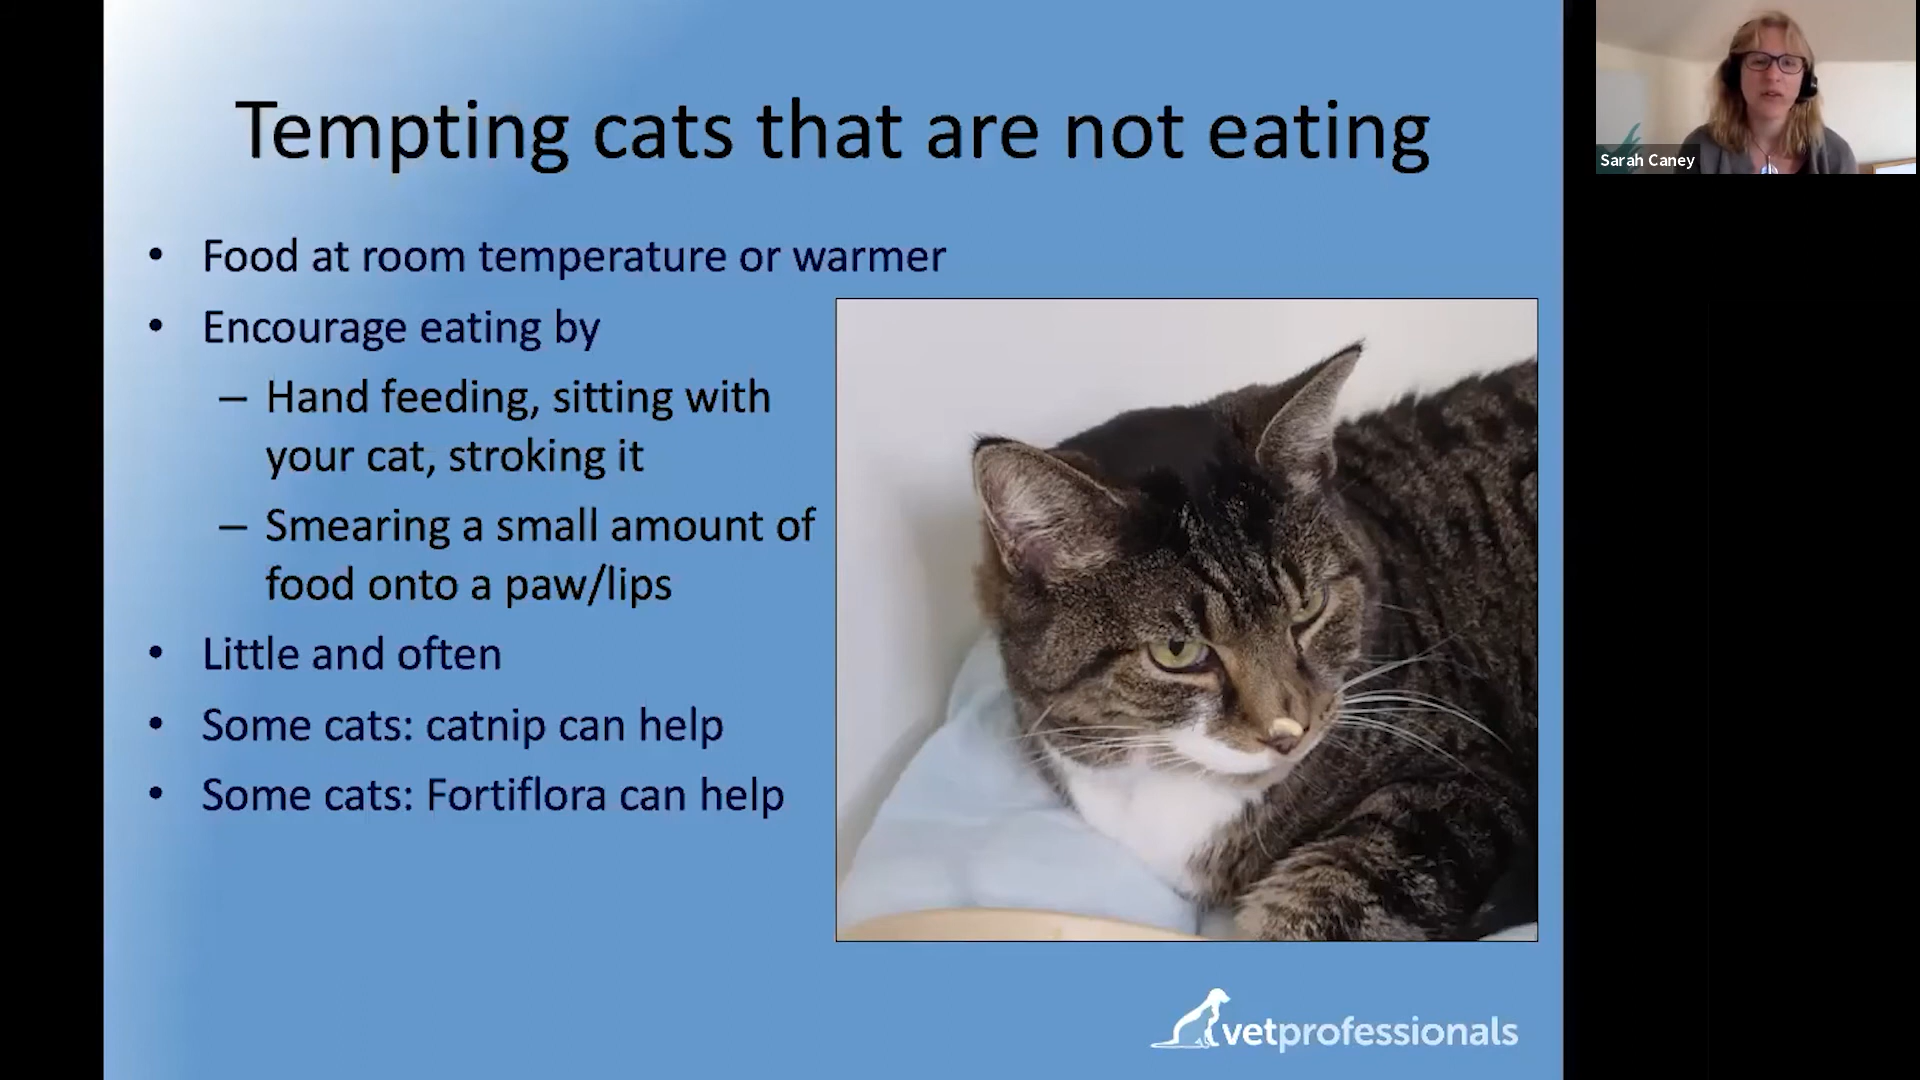 Tempting cats that are not eating
• Food at room temperature or warmer
• Encourage eating by
– Hand feeding, sitting with
your cat, stroking it
– Smearing a small amount of
food onto a paw/lips
• Little and often
• Some cats: catnip can help
• Some cats: Fortiflora can help
vetprofessionals
Sarah Caney